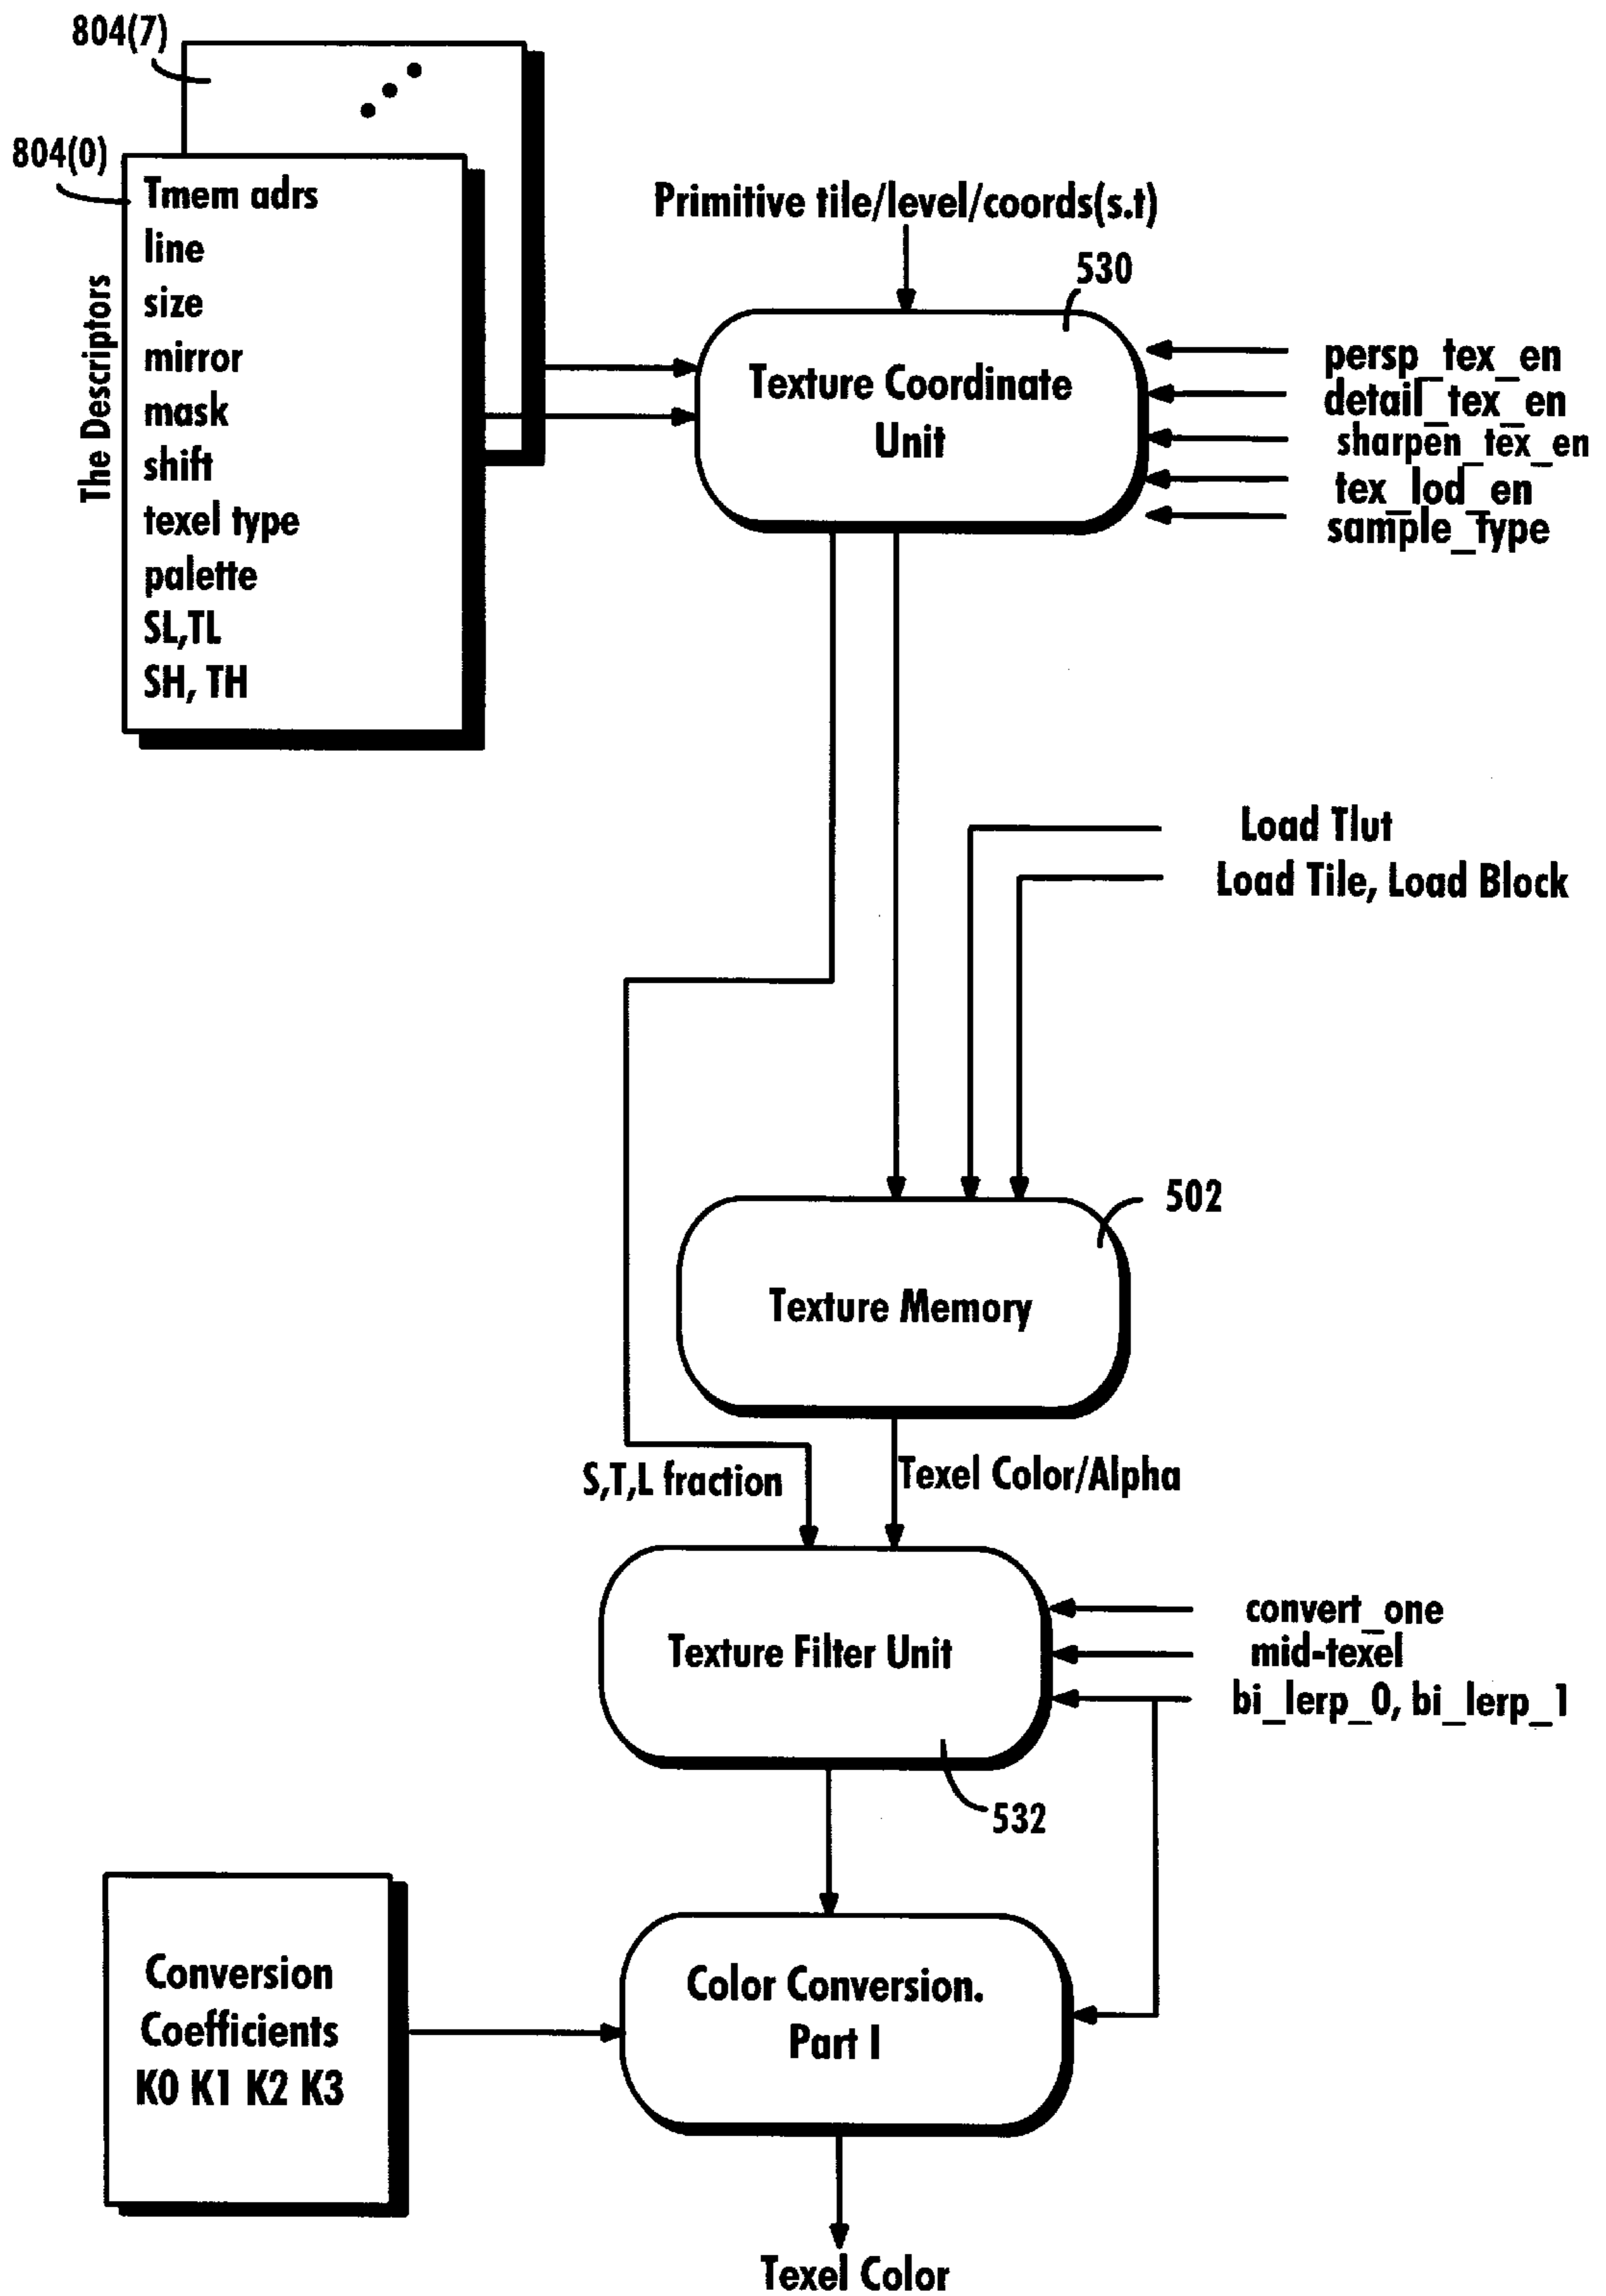 804(7)
804(0)
The Descriptors
Tmem adrs
line
size
mirror
mask
shift
texel type
palette
SL,TL
SH, TH
Primitive tile/level/coords(s.t)
530
Texture Coordinate
Unit
persp_tex_en
detail_tex_en
sharpen_tex_en
tex_lod_en
sample_type
Load Tlut
Load Tile, Load Block
502
Texture Memory
S,T,L fraction
Texel Color/Alpha
Texture Filter Unit
convert_one
mid-texel
bi_lerp_0, bi_lerp_1
532
Conversion
Coefficients
K0 K1 K2 K3
Color Conversion.
Part I
Texel Color